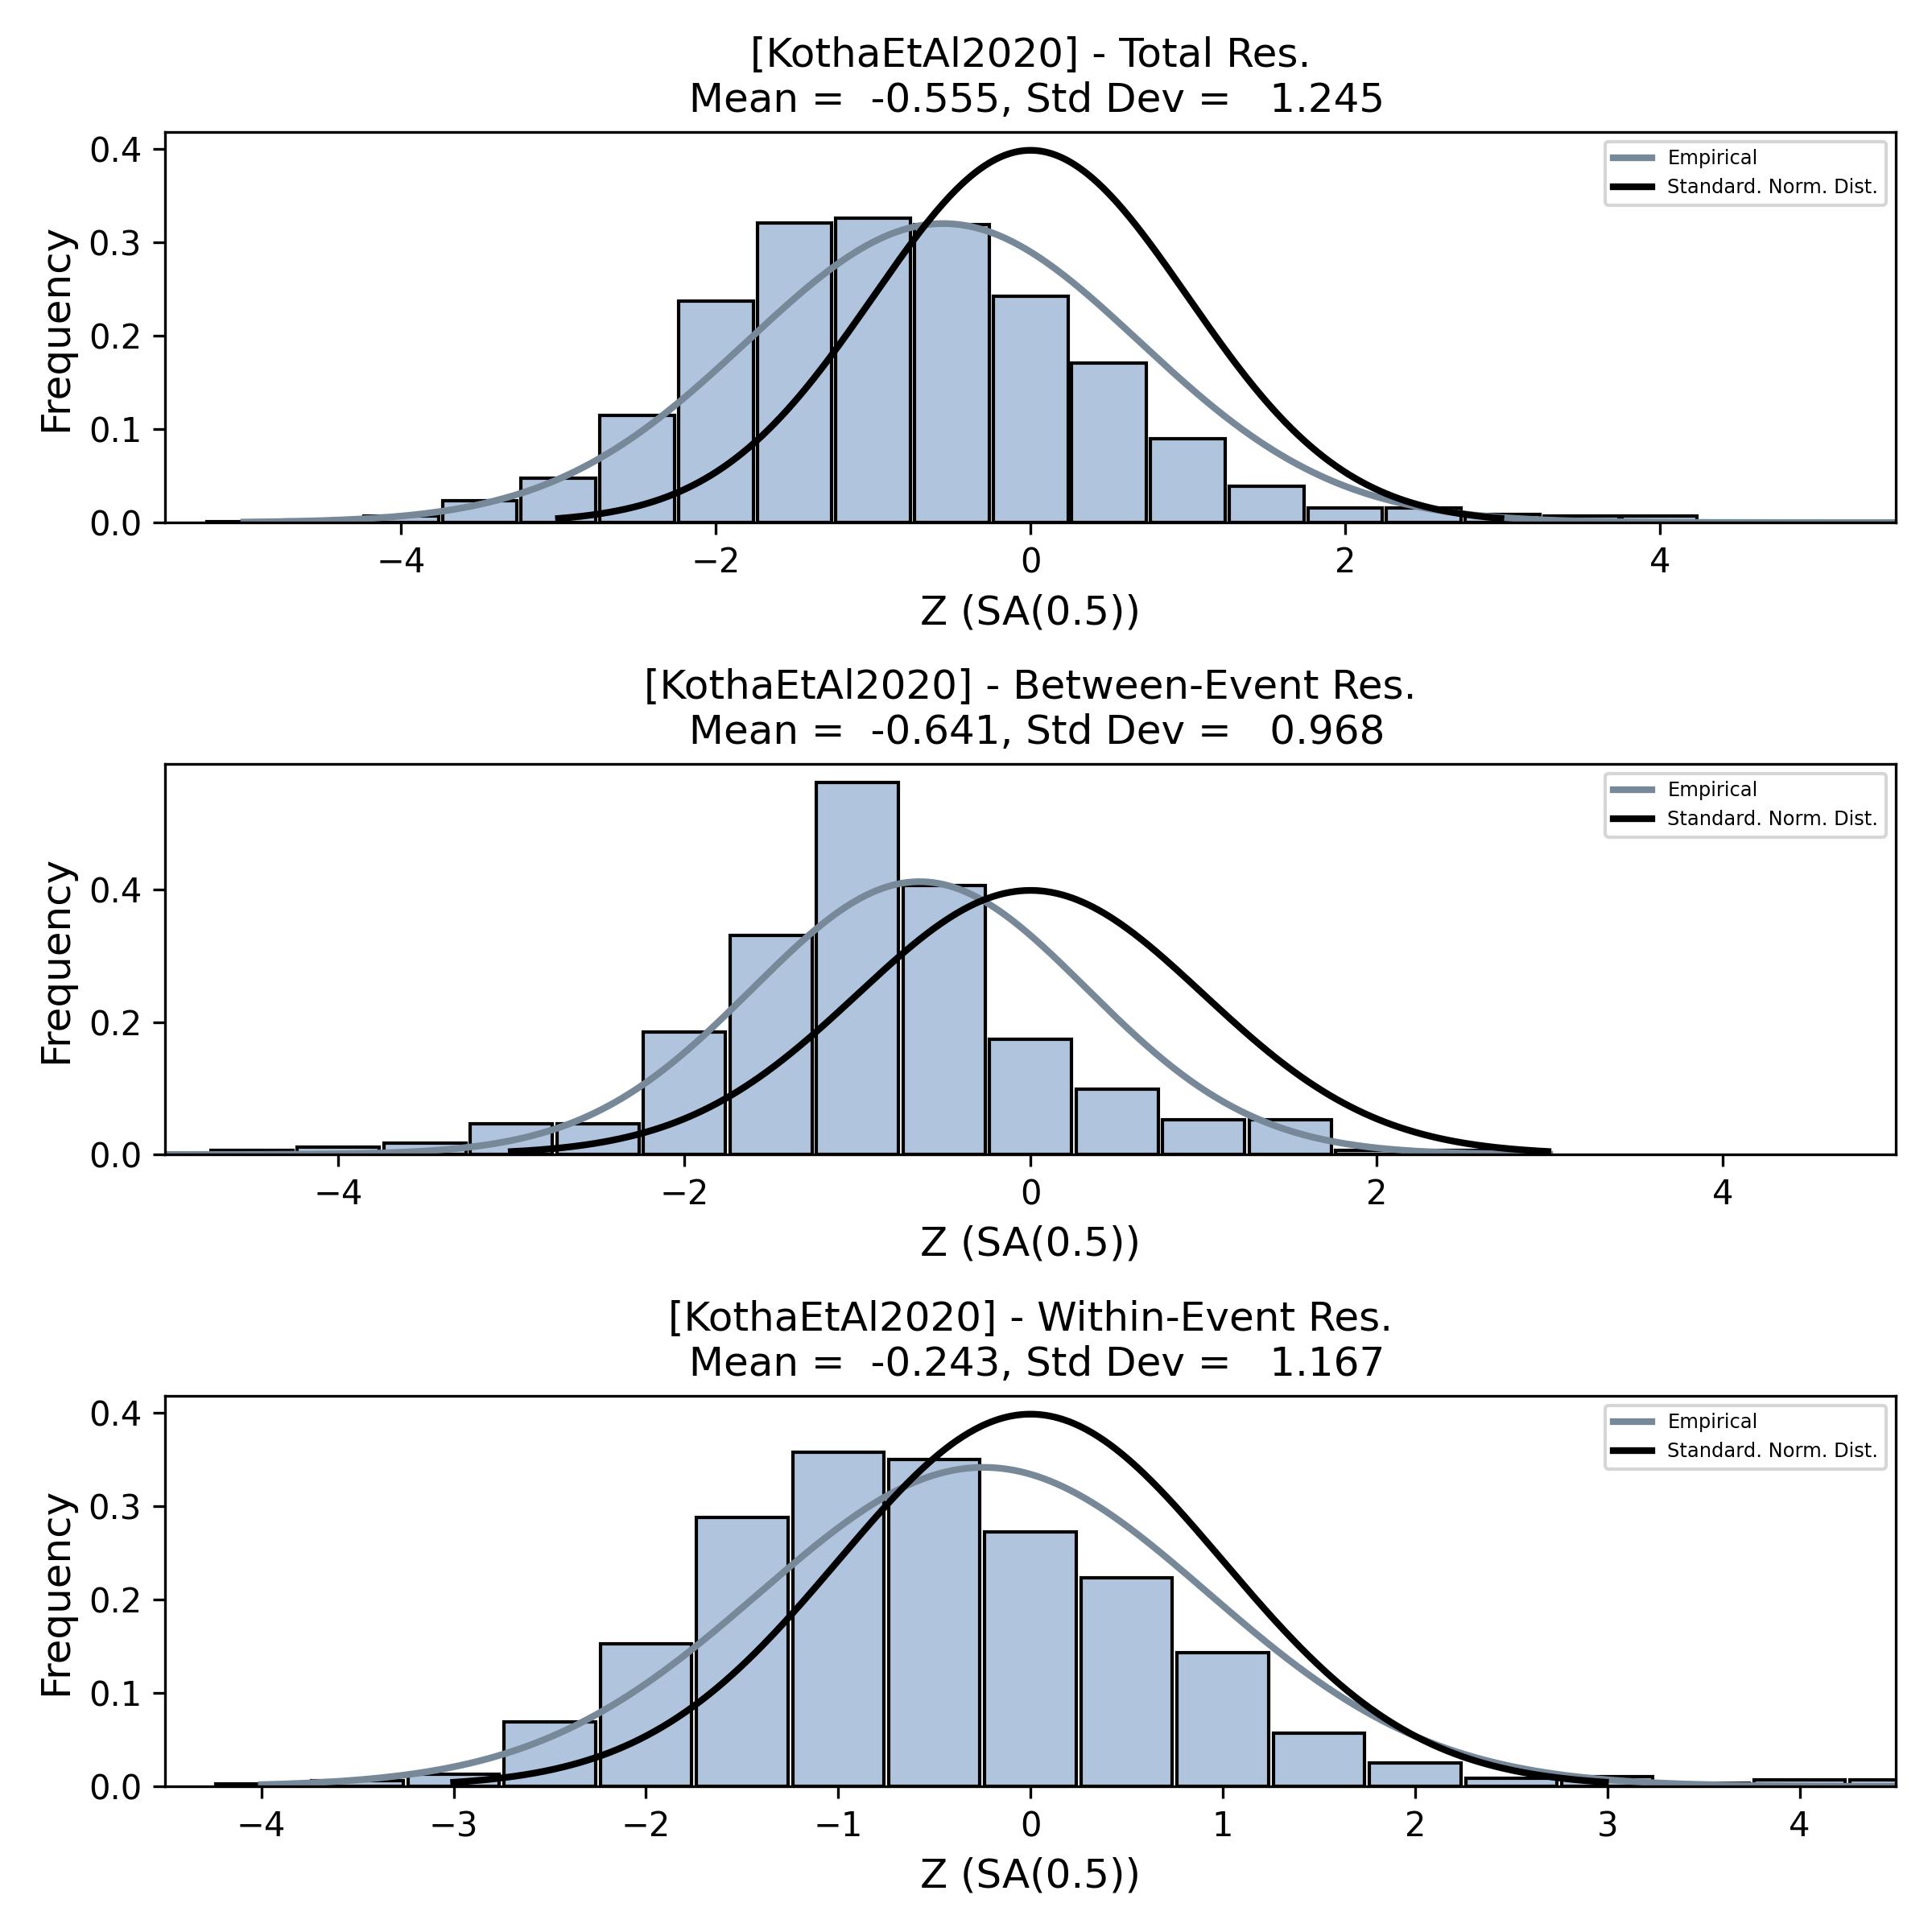 [KothaEtAl2020] - Total Res.
Mean =  -0.555, Std Dev =   1.245
Frequency
0.4
0.3
0.2
0.1
0.0
Empirical
Standard. Norm. Dist.
−4 −2 0 2 4
Z (SA(0.5))
[KothaEtAl2020] - Between-Event Res.
Mean =  -0.641, Std Dev =   0.968
Frequency
0.4
0.2
0.0
Empirical
Standard. Norm. Dist.
−4 −2 0 2 4
Z (SA(0.5))
[KothaEtAl2020] - Within-Event Res.
Mean =  -0.243, Std Dev =   1.167
Frequency
0.4
0.3
0.2
0.1
0.0
Empirical
Standard. Norm. Dist.
−4 −3 −2 −1 0 1 2 3 4
Z (SA(0.5))